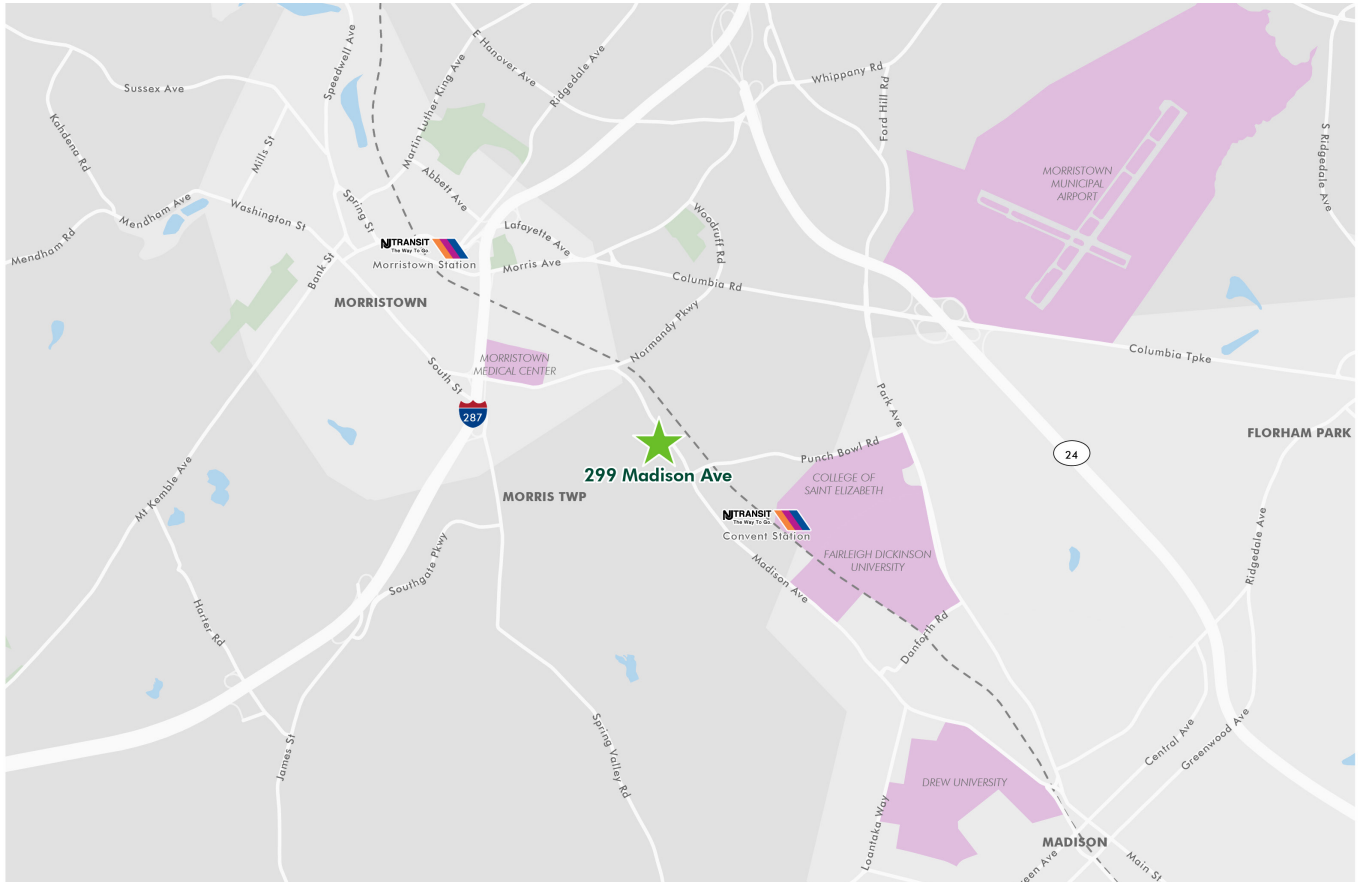 Speedwell Ave
E Hanover Ave
Ridgedale Ave
Whippany Rd
Sussex Ave
Martin Luther King Ave
Ford Hill Rd
Kahdena Rd
Mills St
S Ridgedale Ave
MORRISTOWN
MUNICIPAL
AIRPORT
Abbett Ave
Mendham Ave
Washington St
Spring St
Woodruff Rd
Lafayette Ave
Mendham Rd
NJTRANSIT
The Way To Go.
Morristown Station
Morris Ave
Bank St
Columbia Rd
MORRISTOWN
Normandy Pkwy
Columbia Tpke
MORRISTOWN
MEDICAL CENTER
South St
287
Park Ave
FLORHAM PARK
24
Punch Bowl Rd
299 Madison Ave
COLLEGE OF
SAINT ELIZABETH
Mt Kemble Ave
MORRIS TWP
NJTRANSIT
The Way To Go.
Convent Station
Ridgedale Ave
FAIRLEIGH DICKINSON
UNIVERSITY
Southgate Pkwy
Madison Ave
Harter Rd
Danforth Rd
Spring Valley Rd
James St
Central Ave
Greenwood Ave
DREW UNIVERSITY
Loantaka Way
MADISON
Main St
een Ave